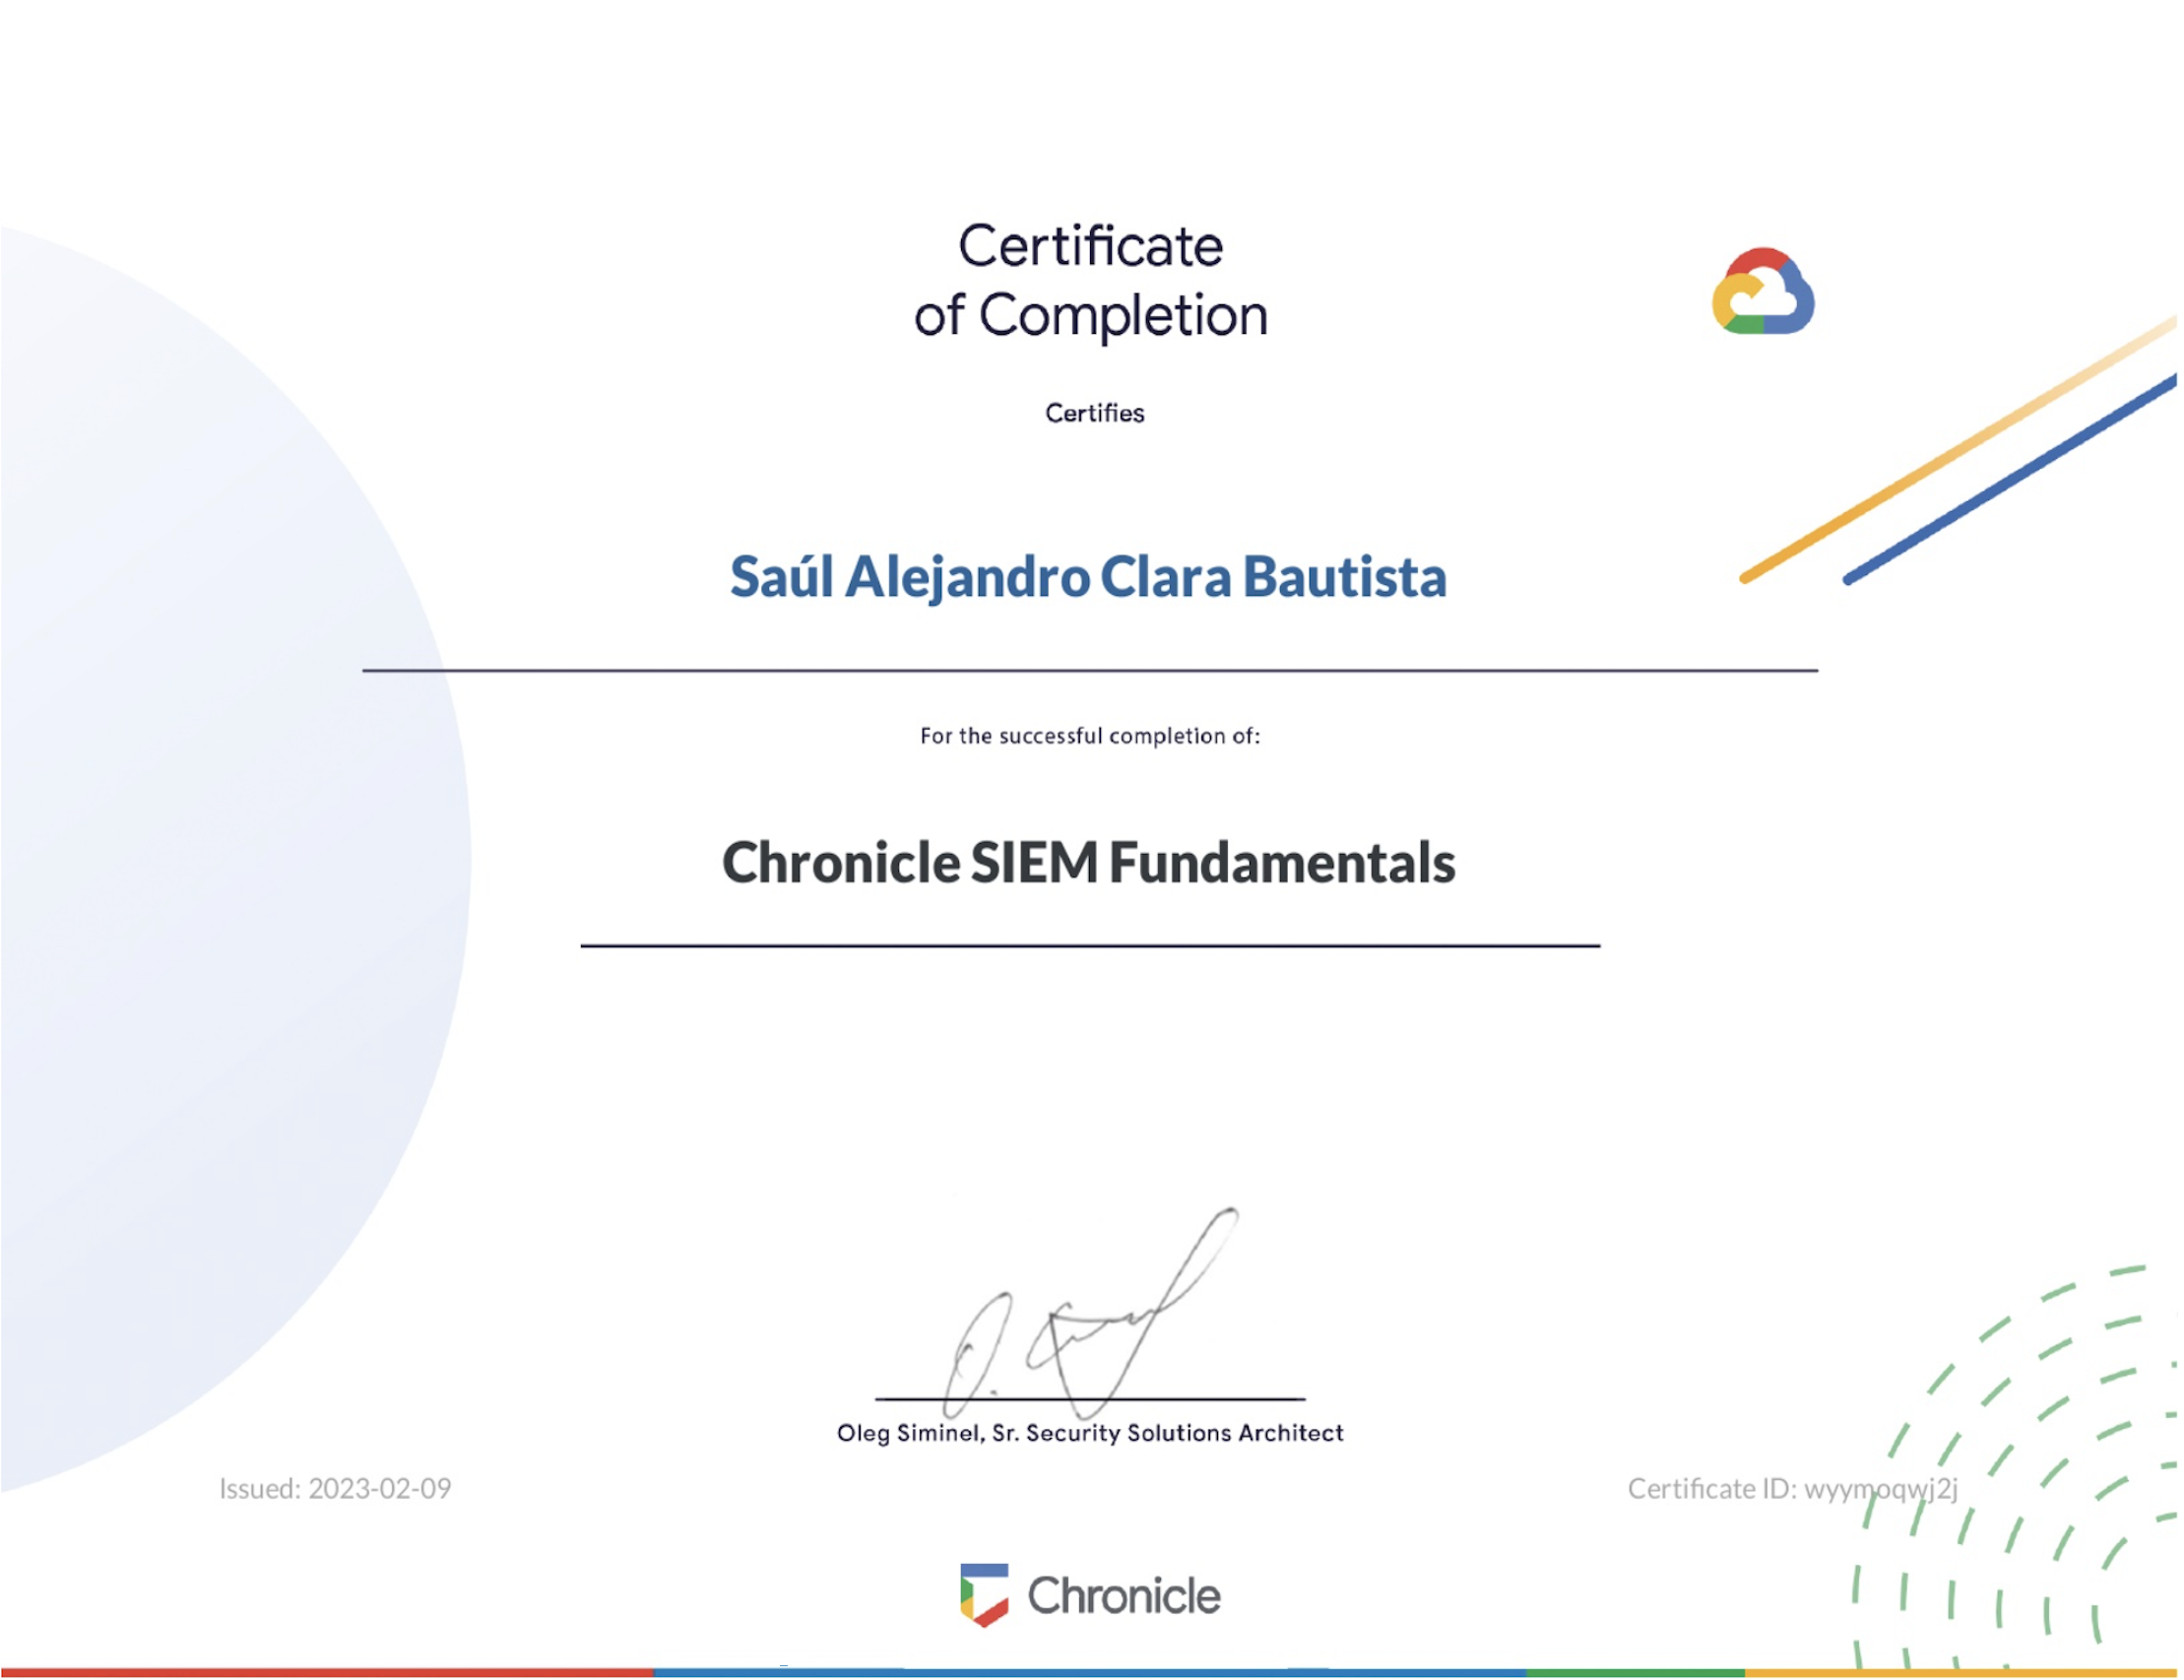 Certificate
of Completion
Certifies
Saúl Alejandro Clara Bautista
For the successful completion of:
Chronicle SIEM Fundamentals
Oleg Siminel, Sr. Security Solutions Architect
Issued: 2023-02-09
Certificate ID: wyymoqwj2j
Chronicle